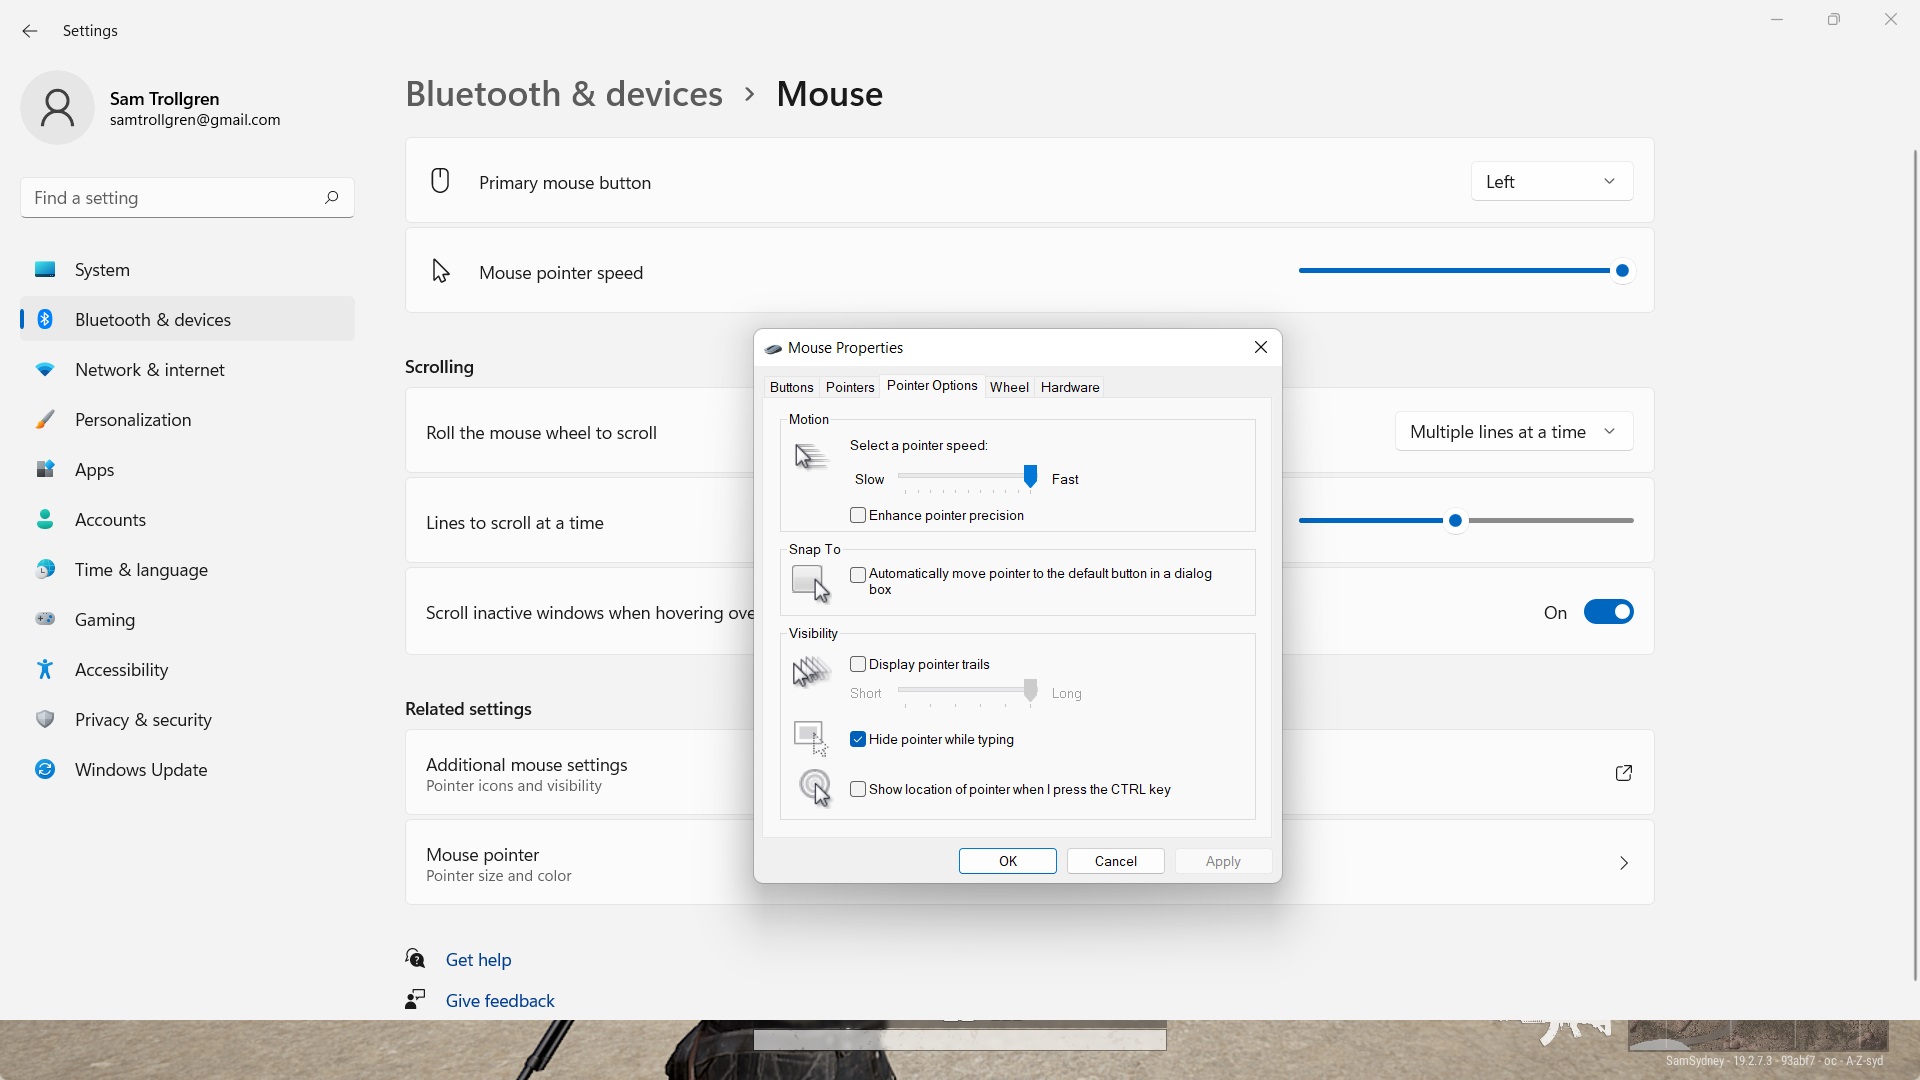 Settings
Sam Trollgren
samtrollgren@gmail.com
Find a setting
System
Bluetooth & devices
Network & internet
Personalization
Apps
Accounts
Time & language
Gaming
Accessibility
Privacy & security
Windows Update
Bluetooth & devices > Mouse
Primary mouse button
Left
Mouse pointer speed
Scrolling
Roll the mouse wheel to scroll
Multiple lines at a time
Lines to scroll at a time
Scroll inactive windows when hovering
On
Related settings
Additional mouse settings
Pointer icons and visibility
Mouse pointer
Pointer size and color
Get help
Give feedback
Mouse Properties
Buttons Pointers Pointer Options Wheel Hardware
Motion
Select a pointer speed:
Slow Fast
Enhance pointer precision
Snap To
Automatically move pointer to the default button in a dialog
box
Visibility
Display pointer trails
Short Long
Hide pointer while typing
Show location of pointer when I press the CTRL key
OK Cancel Apply
SamSydney - 19.2.7.3 - 93abf7 - oc - A-Z-syd